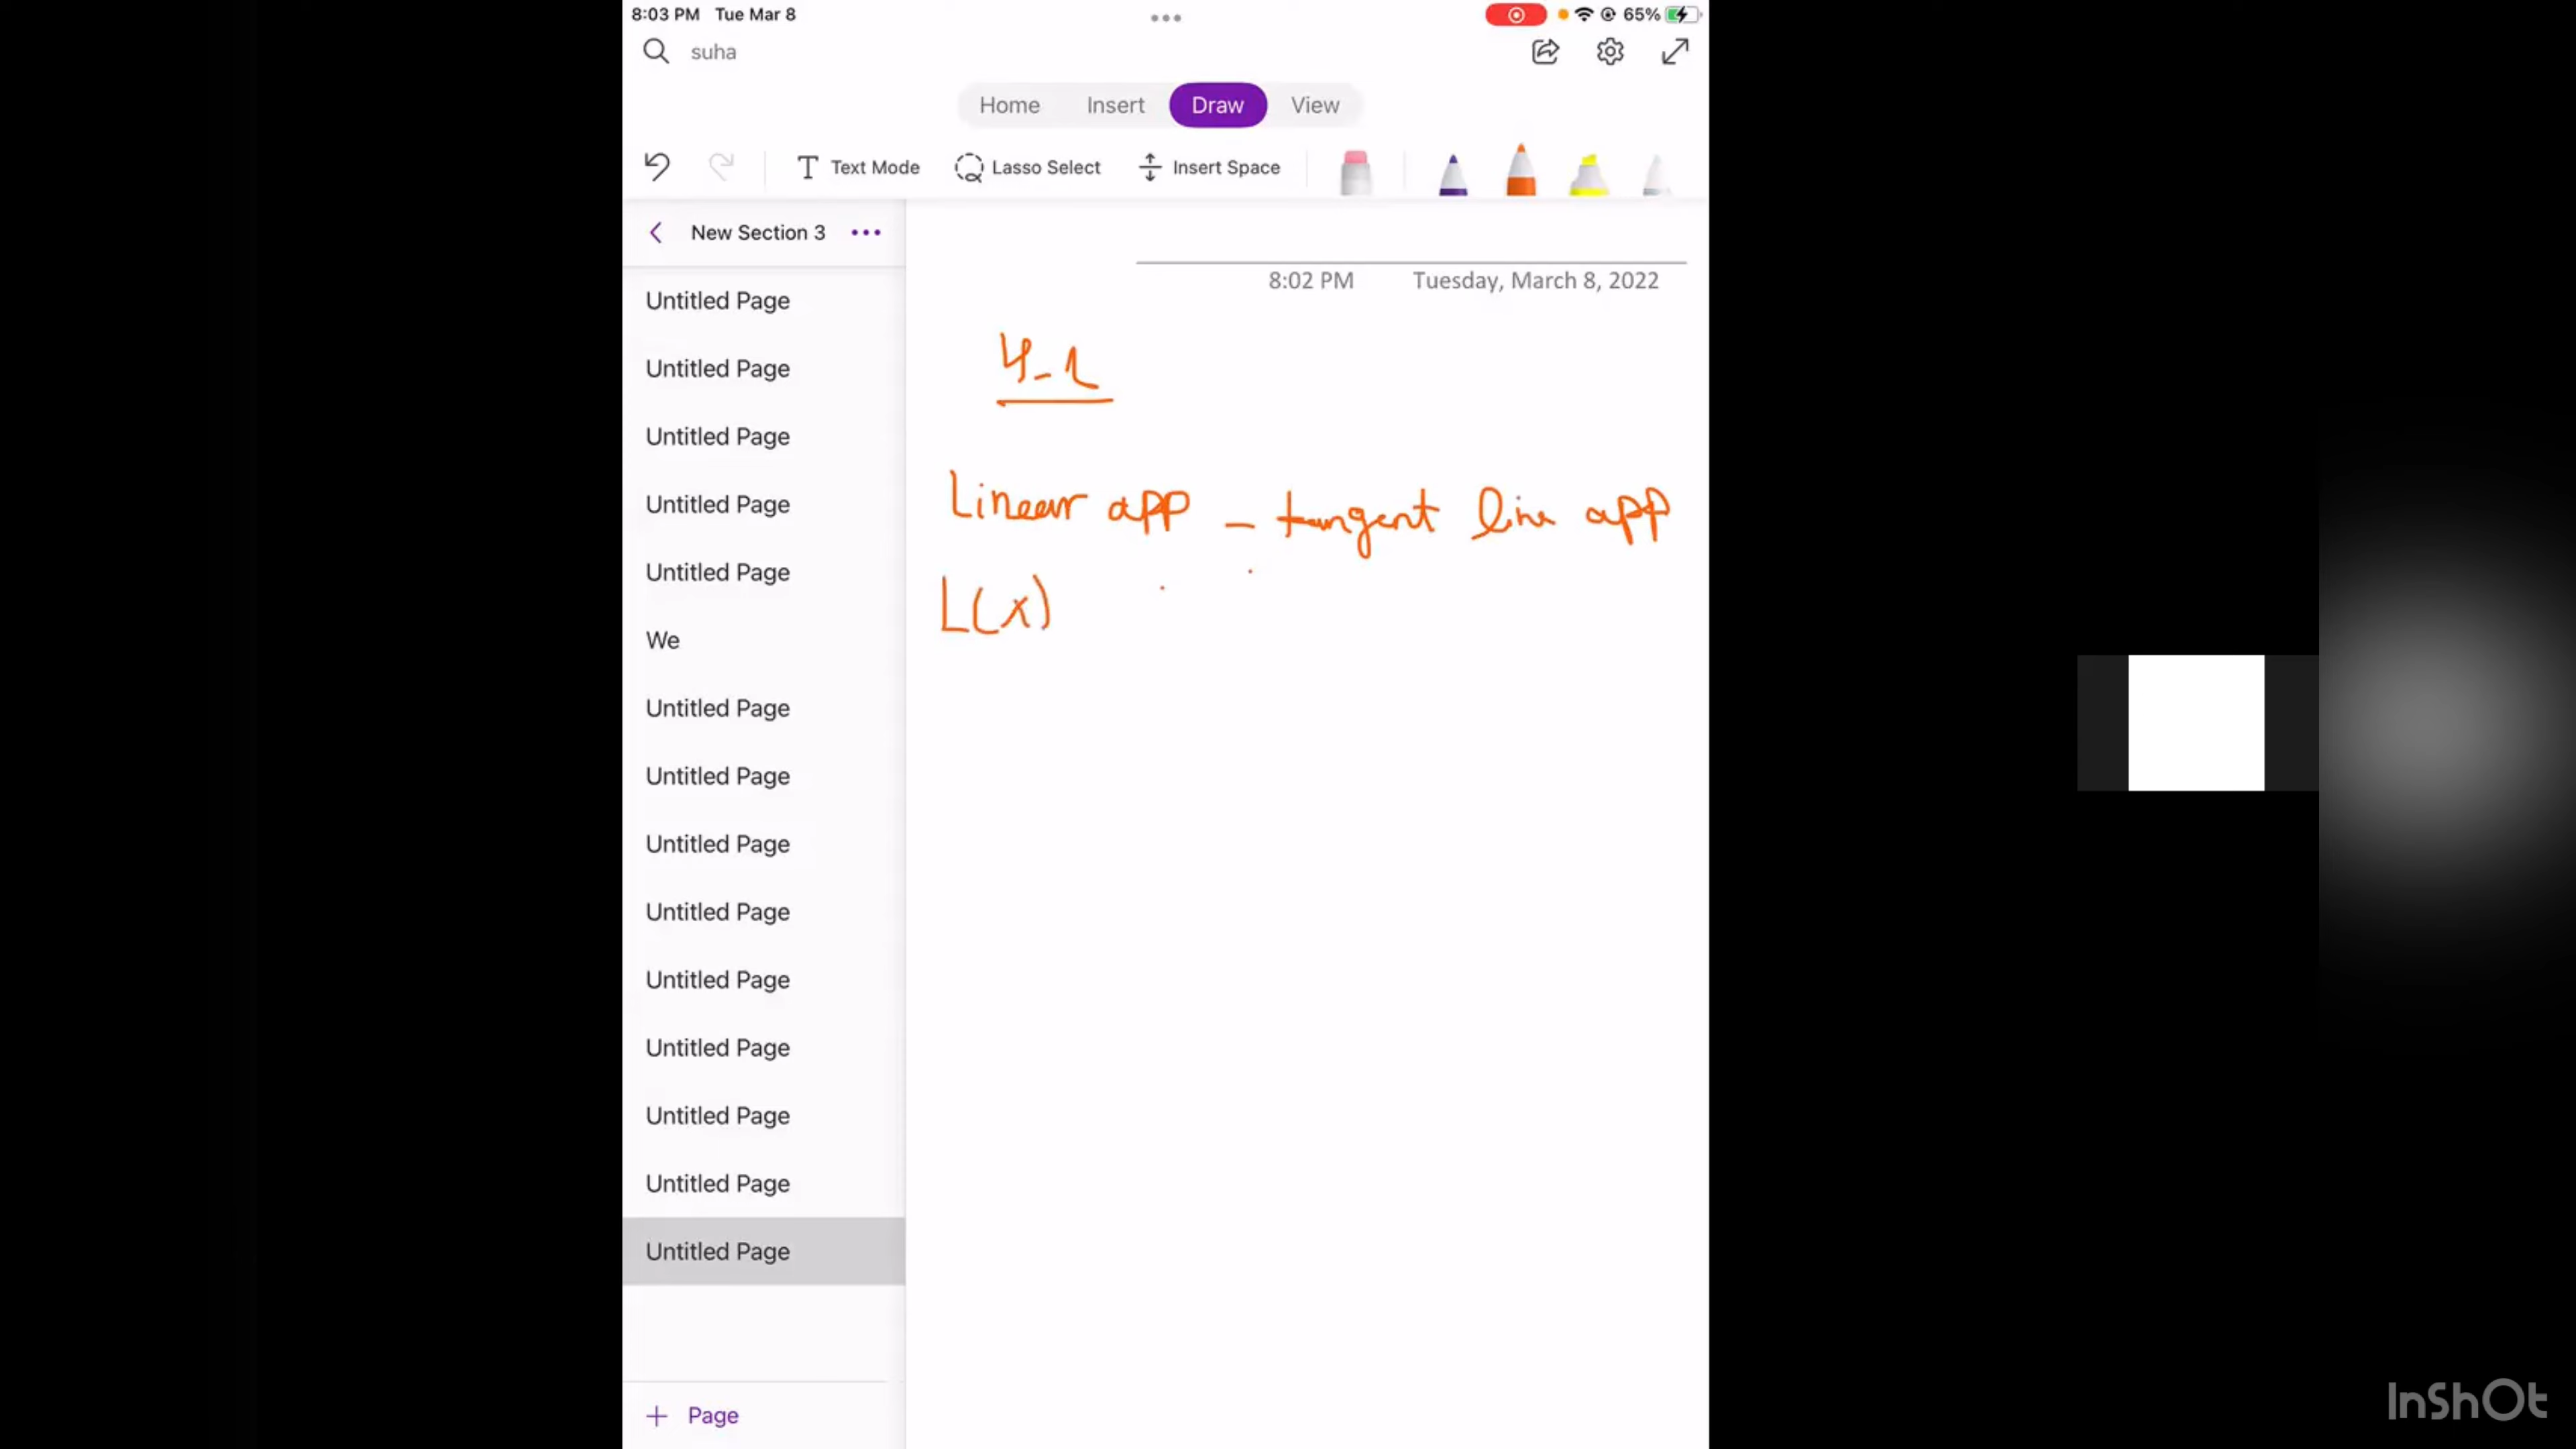 8:03 PM Tue Mar 8
65%
suha
Home Insert Draw View
Text Mode Lasso Select Insert Space
New Section 3
8:02 PM Tuesday, March 8, 2022
Untitled Page
Untitled Page
Untitled Page
Untitled Page
Untitled Page
We
Untitled Page
Untitled Page
Untitled Page
Untitled Page
Untitled Page
Untitled Page
Untitled Page
Untitled Page
Untitled Page
+ Page
4-1
Linear app - tangent line app
L(x)
InShOt